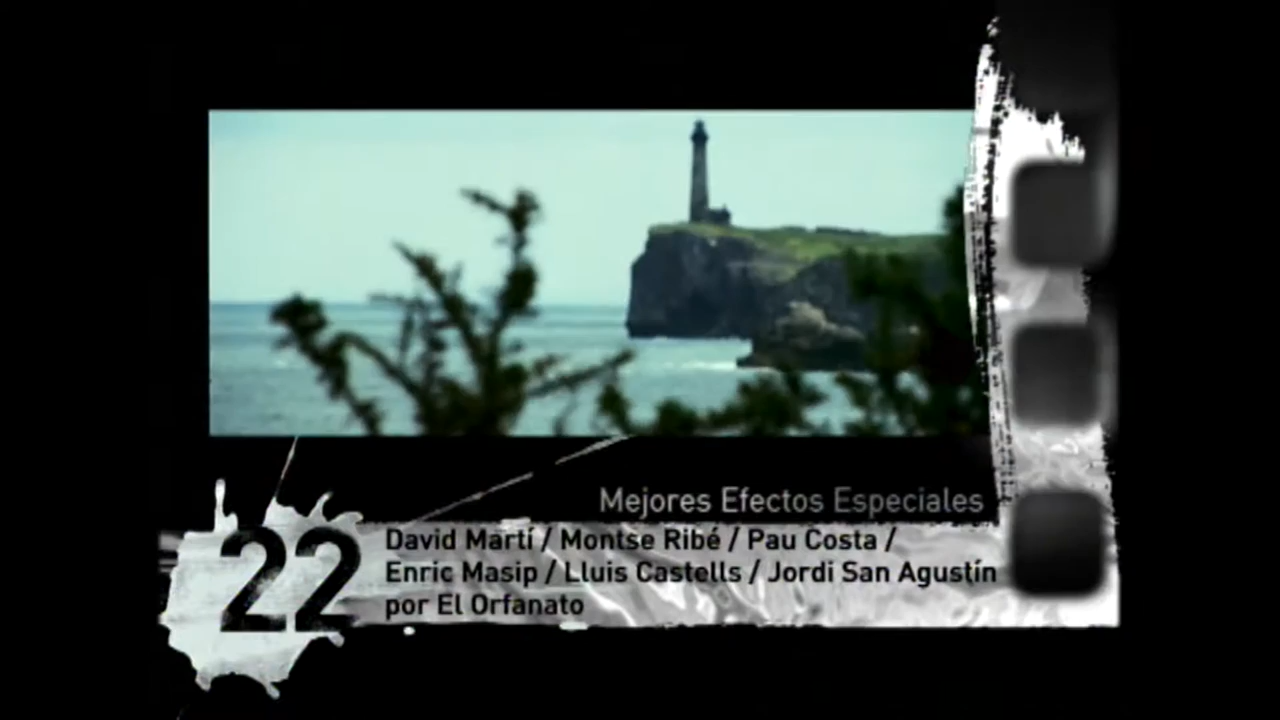 Mejores Efectos Especiales
22
David Martí / Montse Ribé / Pau Costa /
Enric Masip / Lluis Castells / Jordi San Agustín
por El Orfanato